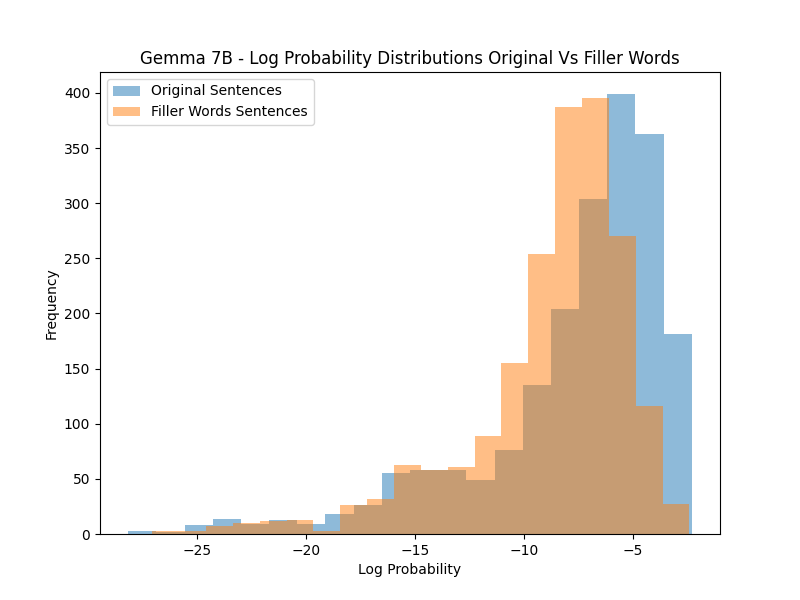 Gemma 7B - Log Probability Distributions Original Vs Filler Words
Original Sentences
Filler Words Sentences
400
350
300
250
200
150
100
50
0
Frequency
−25
−20
−15
−10
−5
Log Probability